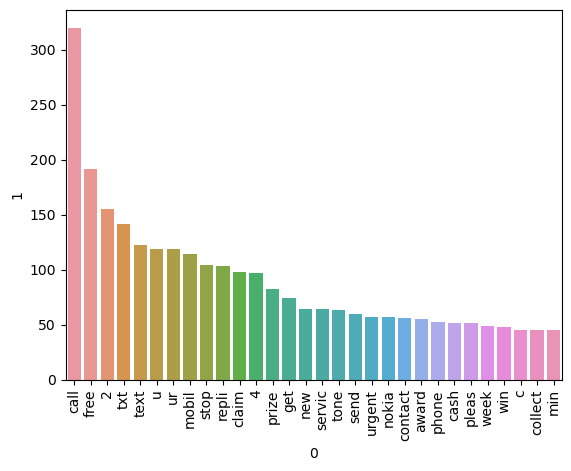 300
250
200
150
100
50
0
1
call
free
2
txt
text
u
ur
mobil
stop
repli
claim
4
prize
get
new
servic
tone
send
urgent
nokia
contact
award
phone
cash
pleas
week
win
c
collect
min
0